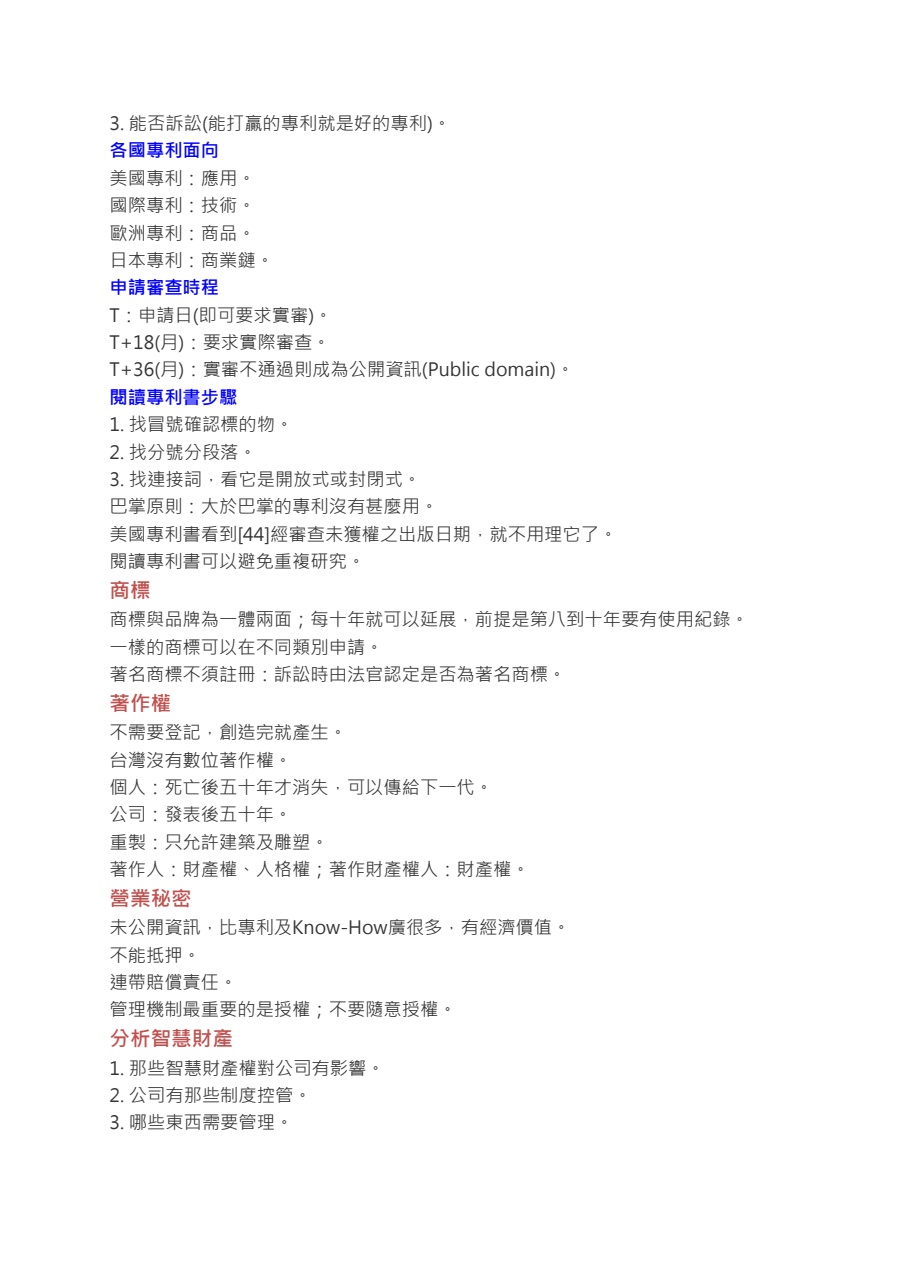 3. 能否訴訟(能打贏的專利就是好的專利)。
各國專利面向
美國專利：應用。
國際專利：技術。
歐洲專利：商品。
日本專利：商業鏈。
申請審查時程
T：申請日(即可要求實審)。
T+18(月)：要求實際審查。
T+36(月)：實審不通過則成為公開資訊(Public domain)。
閱讀專利書步驟
1. 找冒號確認標的物。
2. 找分號分段落。
3. 找連接詞，看它是開放式或封閉式。
巴掌原則：大於巴掌的專利沒有甚麼用。
美國專利書看到[44]經審查未獲權之出版日期，就不用理它了。
閱讀專利書可以避免重複研究。
商標
商標與品牌為一體兩面；每十年就可以延展，前提是第八到十年要有使用紀錄。
一樣的商標可以在不同類別申請。
著名商標不須註冊：訴訟時由法官認定是否為著名商標。
著作權
不需要登記，創造完就產生。
台灣沒有數位著作權。
個人：死亡後五十年才消失，可以傳給下一代。
公司：發表後五十年。
重製：只允許建築及雕塑。
著作人：財產權、人格權；著作財產權人：財產權。
營業秘密
未公開資訊，比專利及Know-How廣很多，有經濟價值。
不能抵押。
連帶賠償責任。
管理機制最重要的是授權；不要隨意授權。
分析智慧財產
1. 那些智慧財產權對公司有影響。
2. 公司有那些制度控管。
3. 哪些東西需要管理。